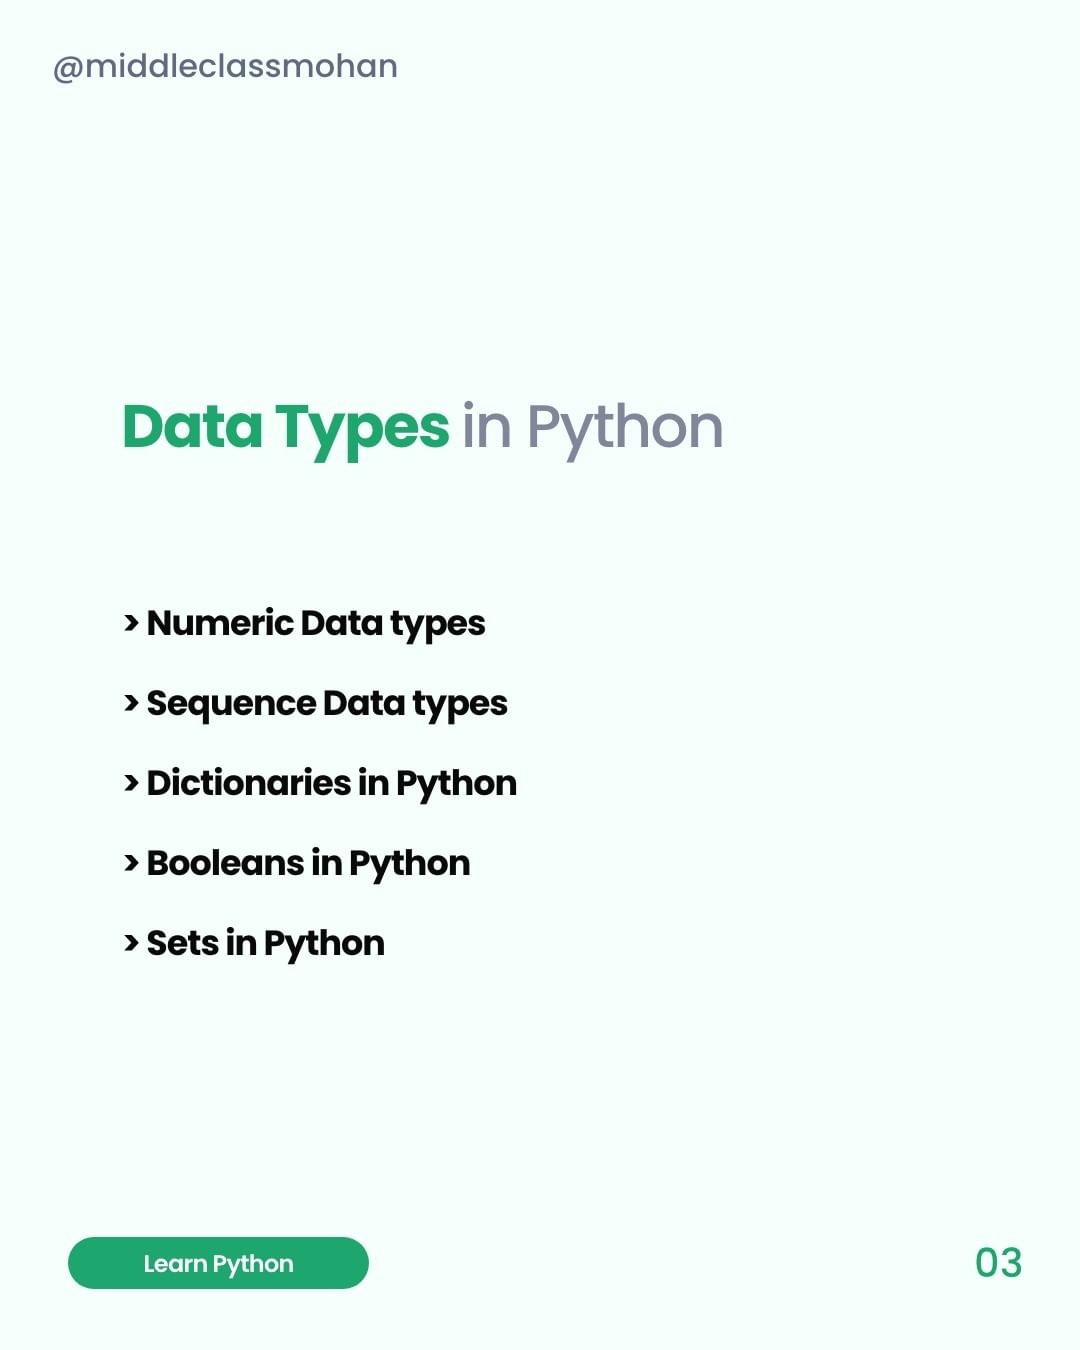 @middleclassmohan
Data Types in Python
> Numeric Data types
> Sequence Data types
> Dictionaries in Python
> Booleans in Python
> Sets in Python
Learn Python
03